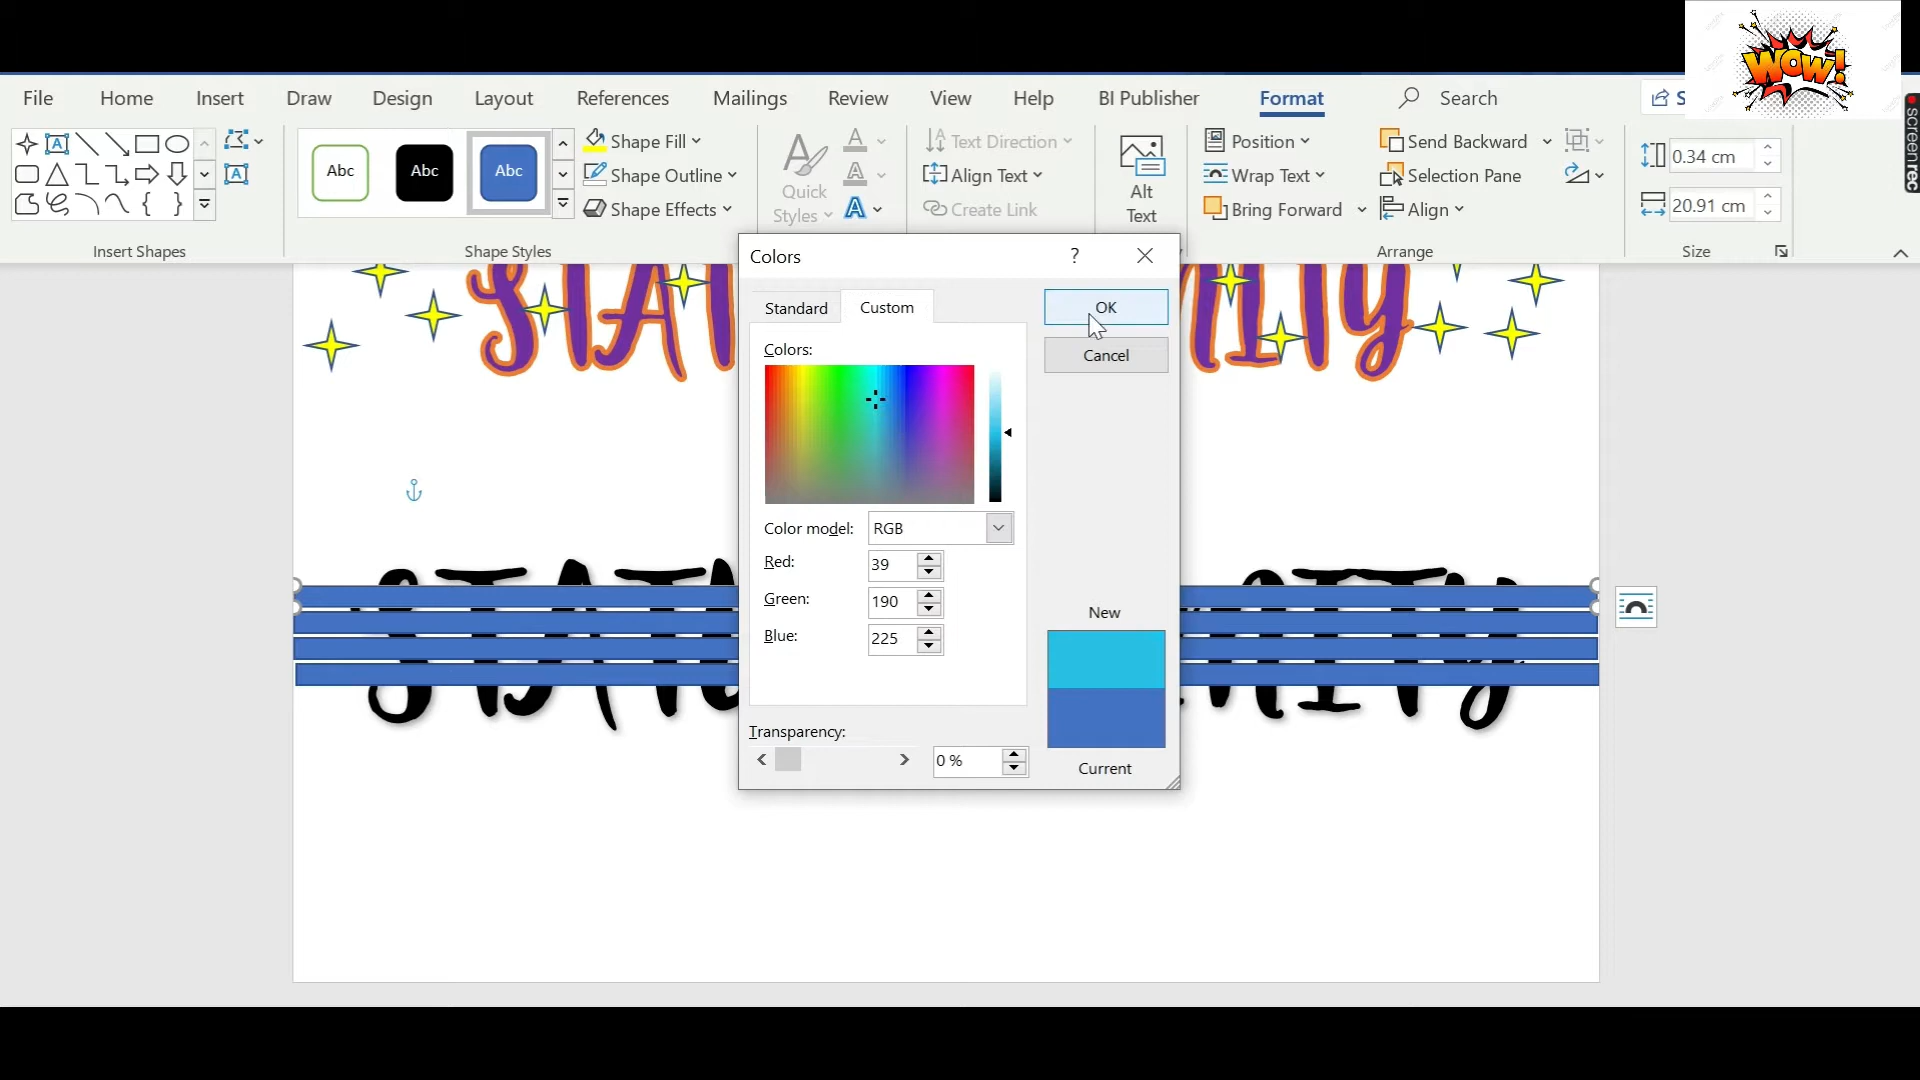 WOW!
screen rec
File Home Insert Draw Design Layout References Mailings Review View Help BI Publisher Format Search S
Abc Abc Abc
Shape Fill
Shape Outline
Shape Effects
Quick
Styles
Text Direction
Align Text
Create Link
Alt
Text
Position
Wrap Text
Bring Forward
Send Backward
Selection Pane
Align
0.34 cm
20.91 cm
Insert Shapes Shape Styles Arrange Size
Colors ?
Standard Custom
OK
Cancel
Colors:
Color model: RGB
Red: 39
Green: 190
Blue: 225
Transparency:
0 %
New
Current